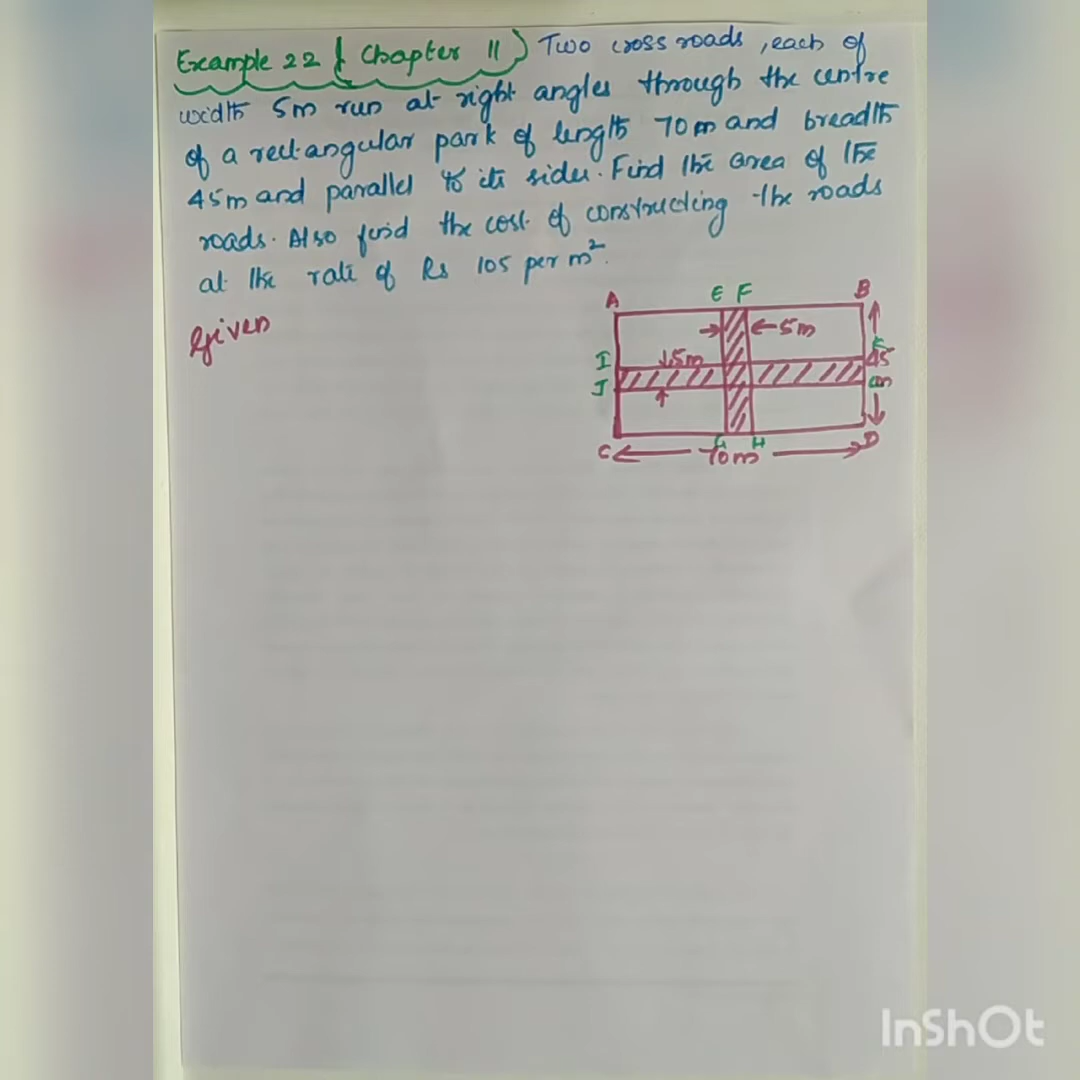 Example 22 { Chapter 11 } Two cross roads, each of
width 5m run at right angles through the centre
of a rectangular park of length 70m and breadth
45m and parallel to its sides. Find the area of the
roads. Also find the cost of constructing the roads
at the rate of Rs 105 per m².
Given
A E F B
5m
I 5m K 45
J m
C G H D
70m
InShOt